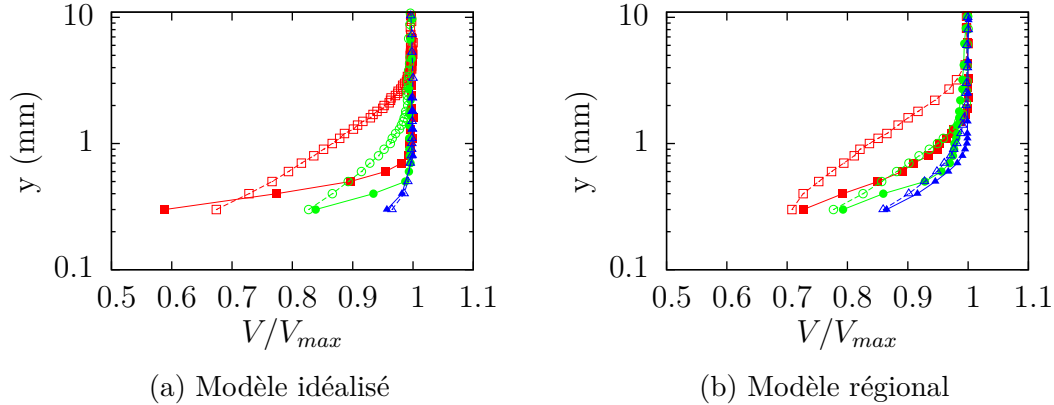 10
1
0.1
y (mm)
0.5 0.6 0.7 0.8 0.9 1 1.1
V/V_max
(a) Modèle idéalisé
10
1
0.1
y (mm)
0.5 0.6 0.7 0.8 0.9 1 1.1
V/V_max
(b) Modèle régional